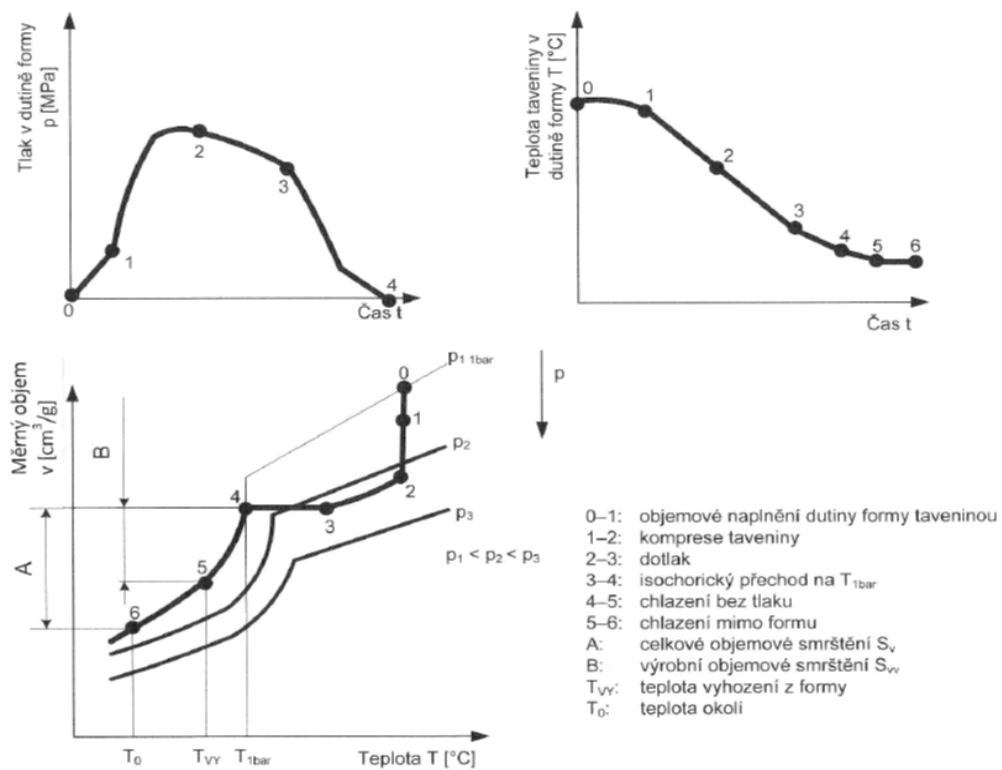 Tlak v dutině formy
p [MPa]
0
1
2
3
4
Čas t
Teplota taveniny v
dutině formy T [°C]
0
1
2
3
4
5
6
Čas t
Měrný objem
v [cm³/g]
B
A
p₁ 1bar
p
0
1
p₂
2
4
3
p₃
p₁ < p₂ < p₃
5
6
T₀
T_VY
T_1bar
Teplota T [°C]
0–1: objemové naplnění dutiny formy taveninou
1–2: komprese taveniny
2–3: dotlak
3–4: isochorický přechod na T_1bar
4–5: chlazení bez tlaku
5–6: chlazení mimo formu
A: celkové objemové smrštění S_v
B: výrobní objemové smrštění S_vv
T_VY: teplota vyhození z formy
T₀: teplota okolí